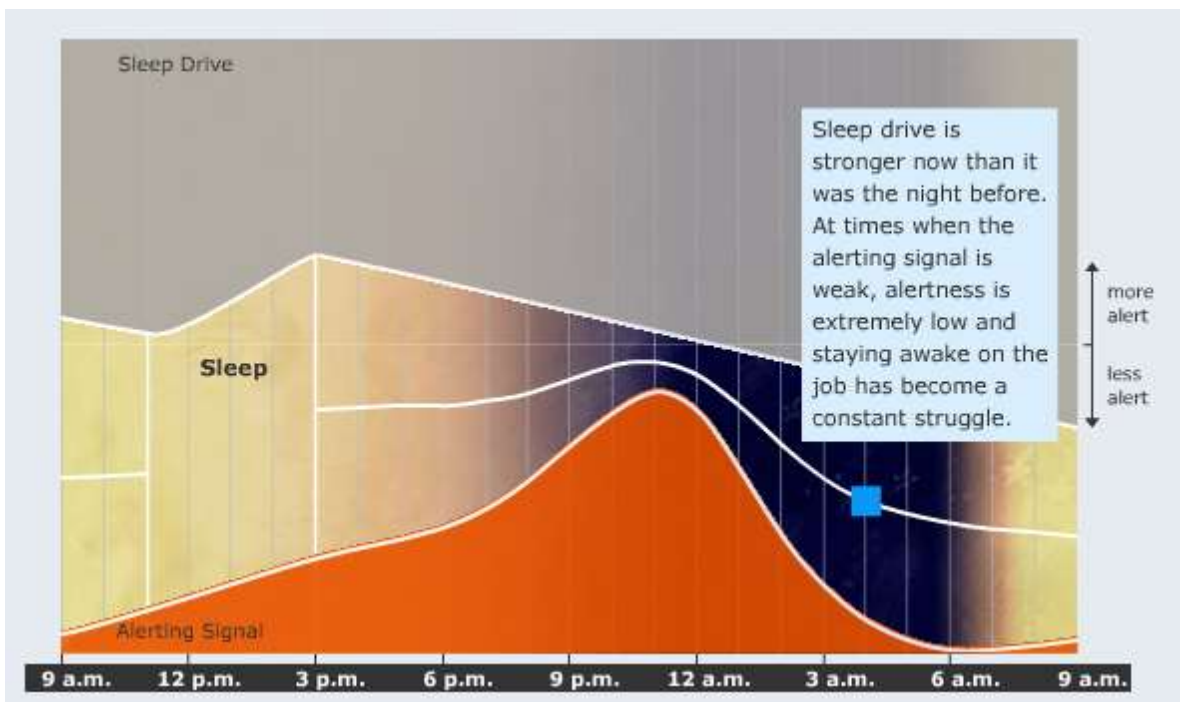 Sleep Drive
Sleep drive is
stronger now than it
was the night before.
At times when the
alerting signal is
weak, alertness is
extremely low and
staying awake on the
job has become a
constant struggle.
more
alert
less
alert
Sleep
Alerting Signal
9 a.m. 12 p.m. 3 p.m. 6 p.m. 9 p.m. 12 a.m. 3 a.m. 6 a.m. 9 a.m.